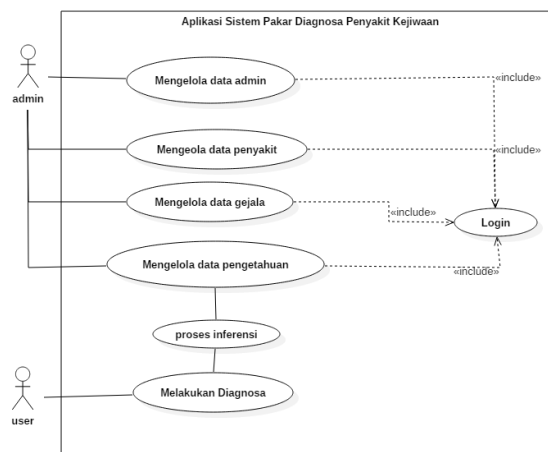 Aplikasi Sistem Pakar Diagnosa Penyakit Kejiwaan
admin
Mengelola data admin
«include»
Mengeola data penyakit
«include»
Mengelola data gejala
«include»
Login
Mengelola data pengetahuan
«include»
proses inferensi
user
Melakukan Diagnosa